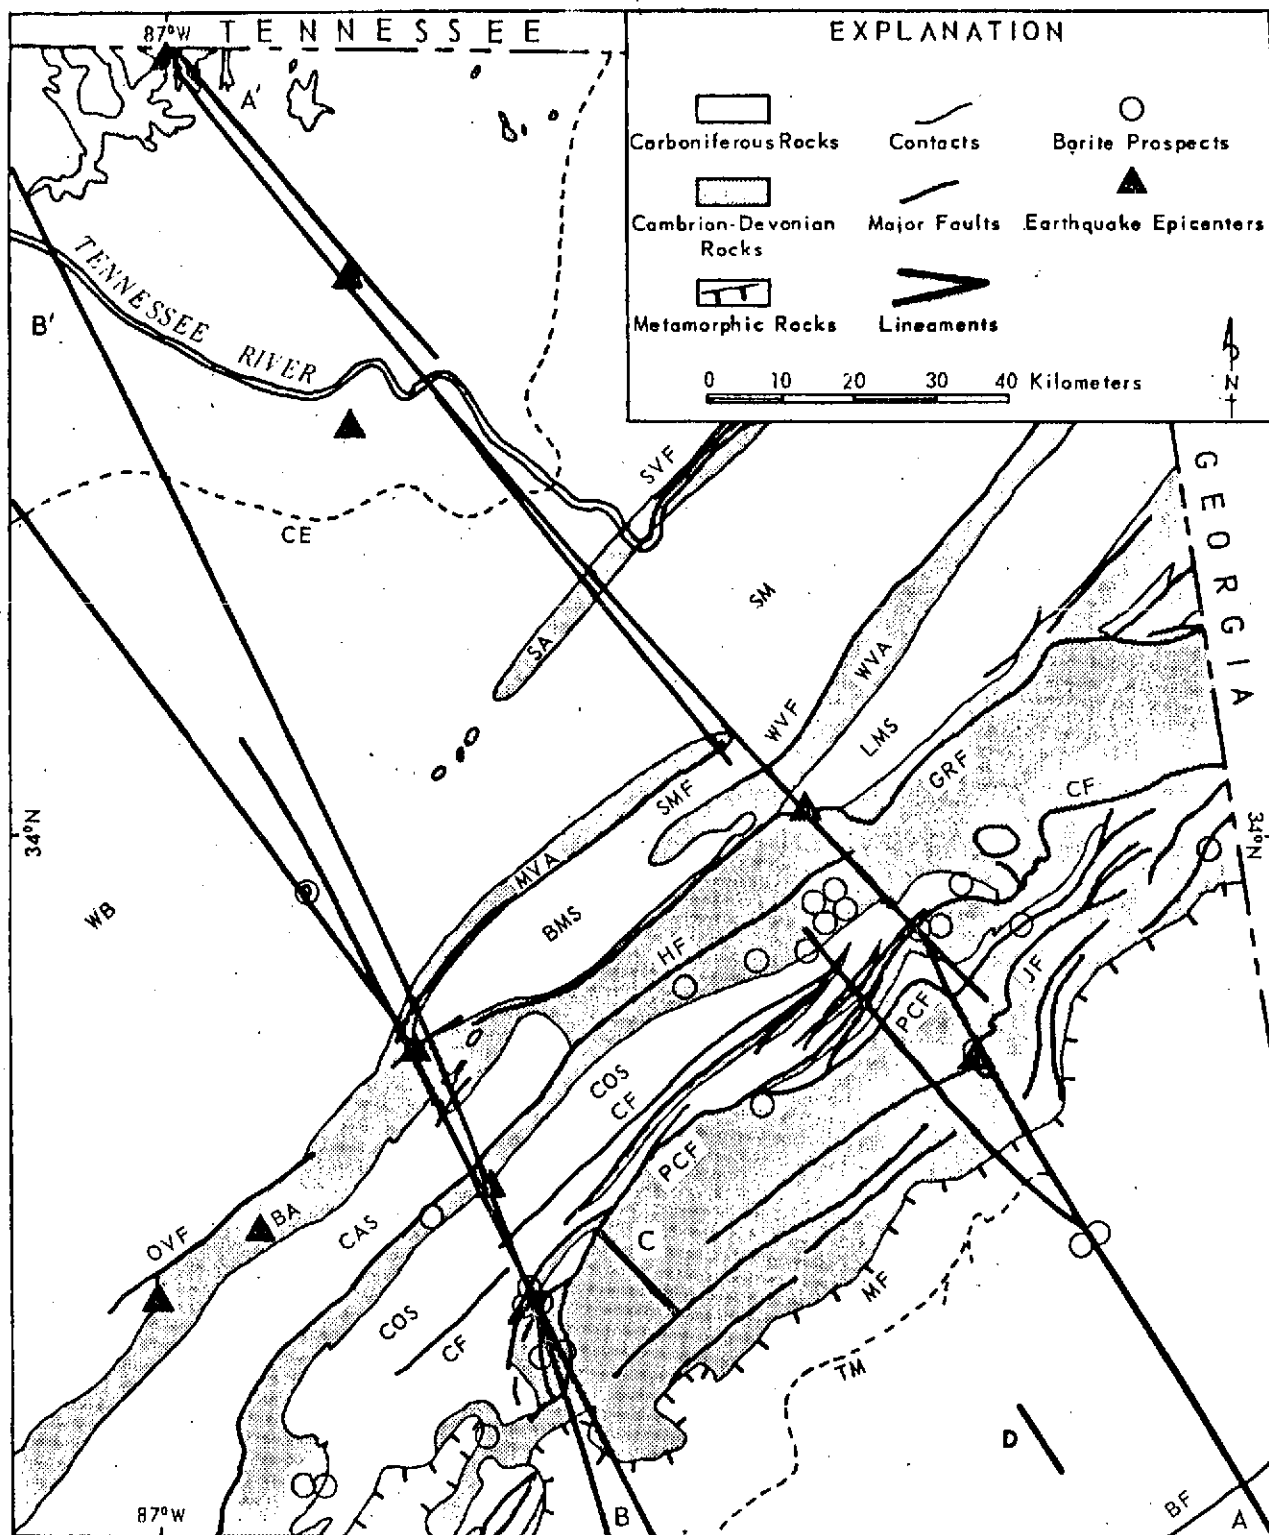 TENNESSEE
87°W
EXPLANATION
Carboniferous Rocks
Contacts
Barite Prospects
Cambrian-Devonian
Rocks
Major Faults
Earthquake Epicenters
Metamorphic Rocks
Lineaments
0 10 20 30 40 Kilometers
N
A'
B'
TENNESSEE RIVER
CE
SVF
SA
SM
GEORGIA
WVA
WVF
LMS
GRF
CF
SMF
MVA
34°N
34°N
WB
BMS
HF
JF
PCF
COS
CF
PCF
OVF
BA
CAS
C
COS
CF
MF
TM
D
87°W
B
BF
A